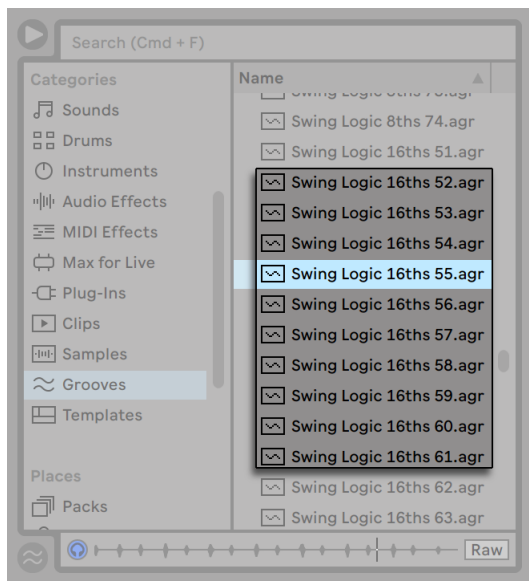 Search (Cmd + F)
Categories
Sounds
Drums
Instruments
Audio Effects
MIDI Effects
Max for Live
Plug-Ins
Clips
Samples
Grooves
Templates
Places
Packs
Name
Swing Logic 8ths 74.agr
Swing Logic 16ths 51.agr
Swing Logic 16ths 52.agr
Swing Logic 16ths 53.agr
Swing Logic 16ths 54.agr
Swing Logic 16ths 55.agr
Swing Logic 16ths 56.agr
Swing Logic 16ths 57.agr
Swing Logic 16ths 58.agr
Swing Logic 16ths 59.agr
Swing Logic 16ths 60.agr
Swing Logic 16ths 61.agr
Swing Logic 16ths 62.agr
Swing Logic 16ths 63.agr
Raw